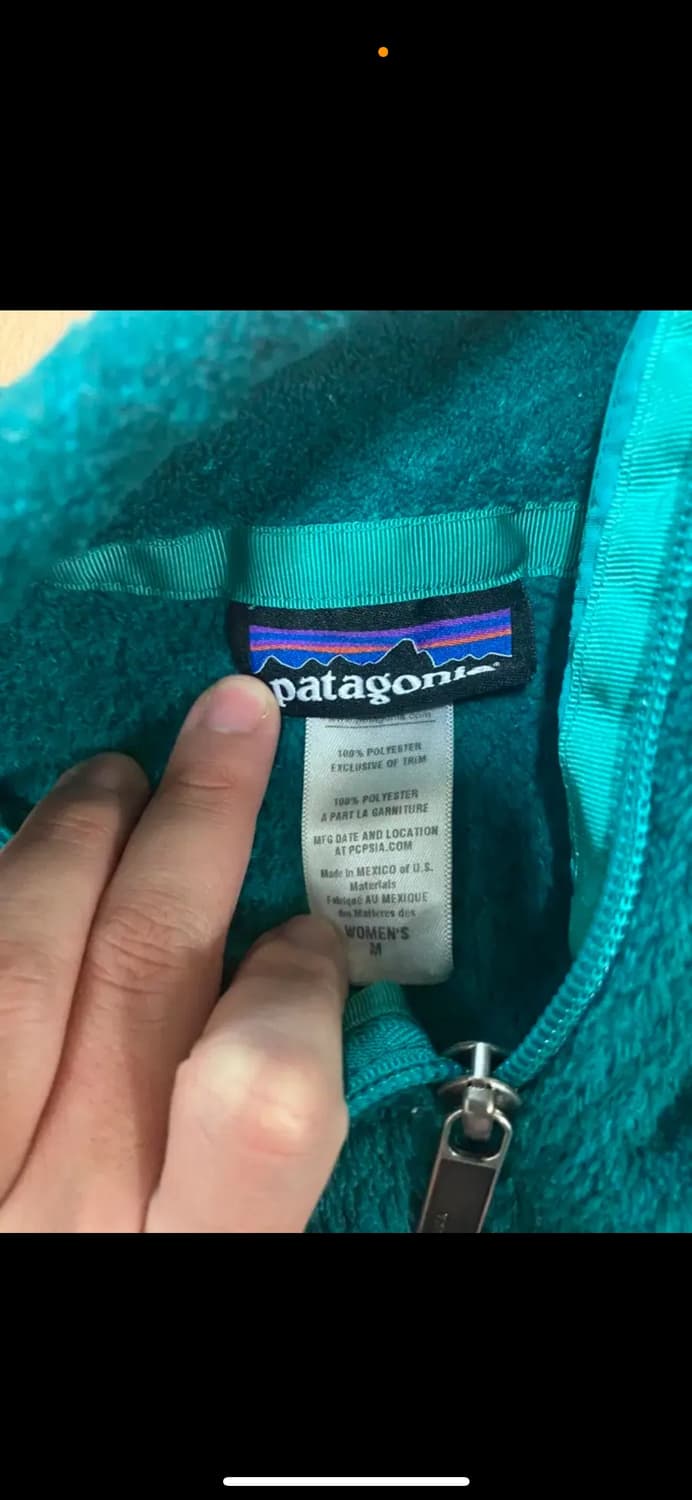 patagonia
100% POLYESTER
EXCLUSIVE OF TRIM
100% POLYESTER
A PART LA GARNITURE
MFG DATE AND LOCATION
AT PCPSIA.COM
Made in MEXICO of U.S.
Materials
Fabriqué AU MEXIQUE
des Matières des
WOMEN'S
M